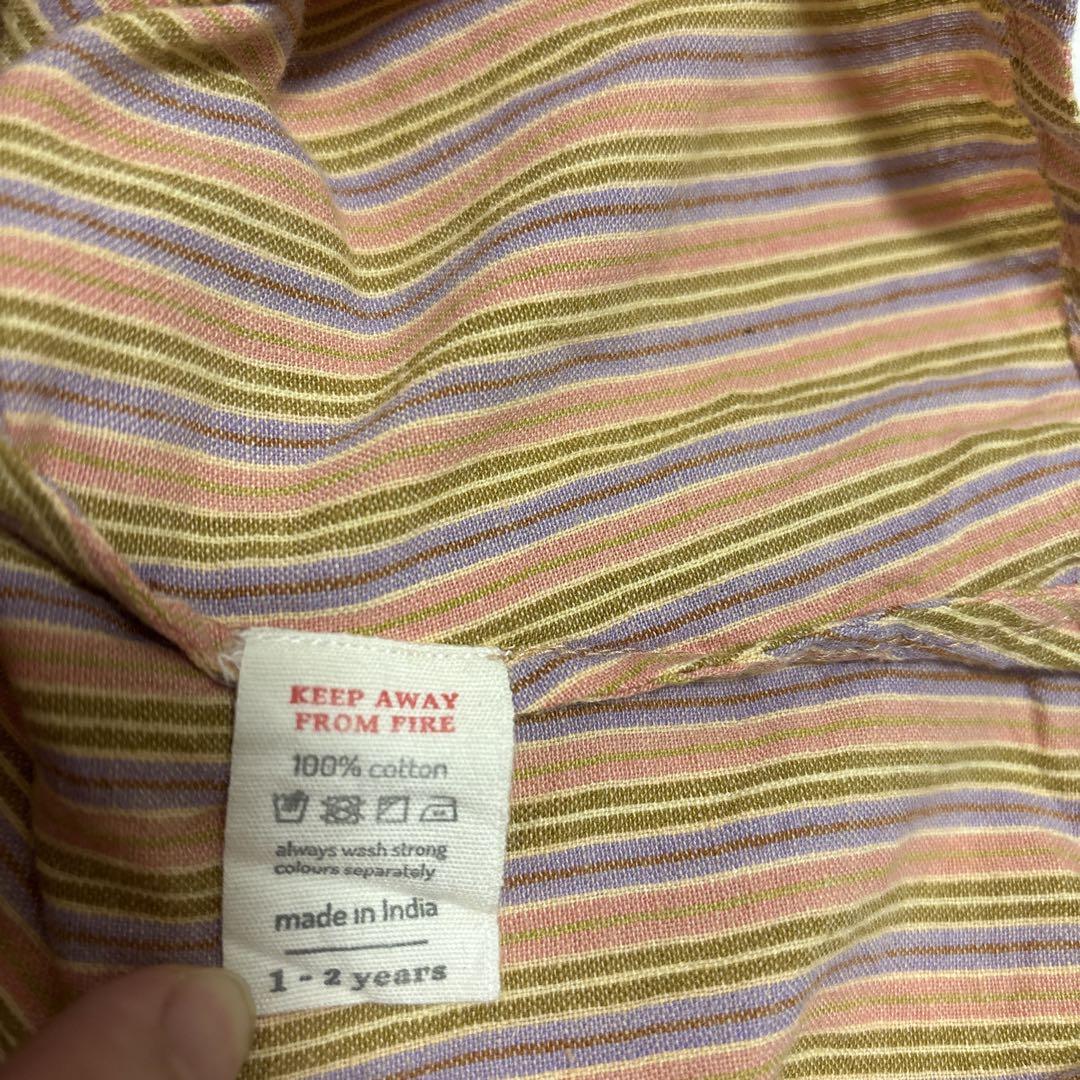 KEEP AWAY
FROM FIRE
100% cotton
always wash strong
colours separately
made in India
1 - 2 years